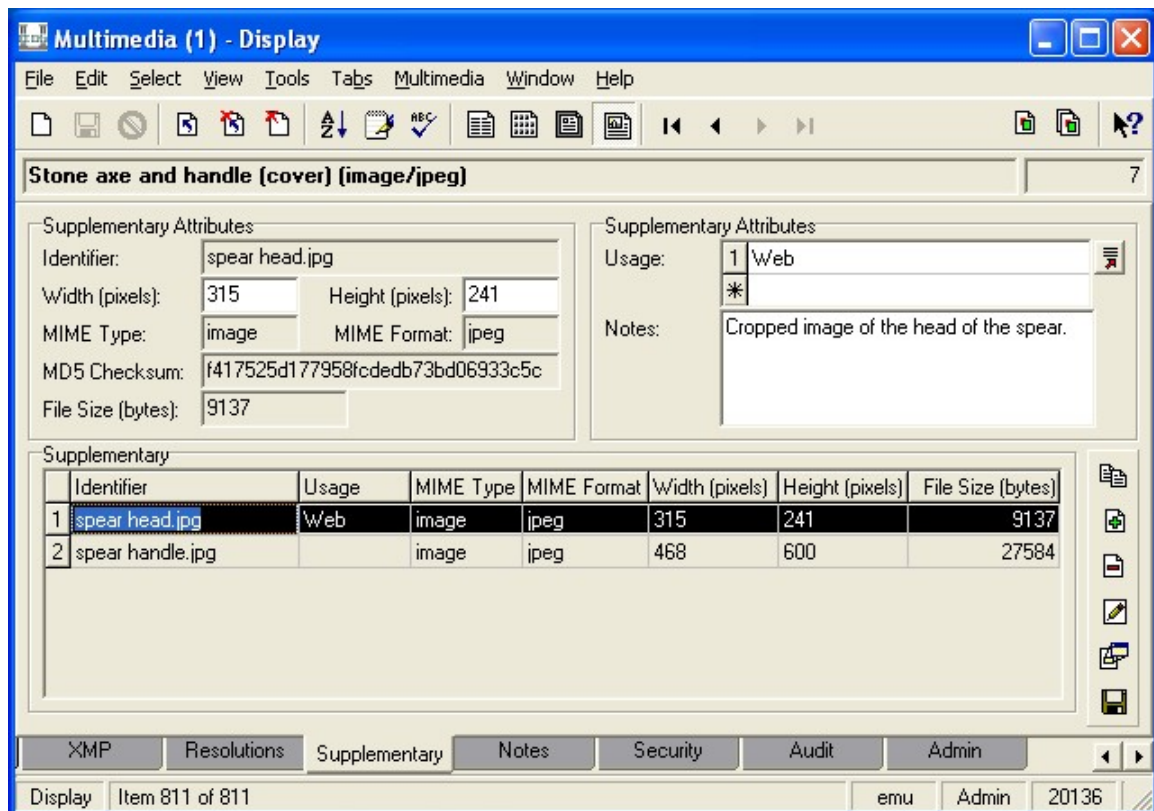 Multimedia (1) - Display
File Edit Select View Tools Tabs Multimedia Window Help
Stone axe and handle (cover) (image/jpeg) 7
Supplementary Attributes
Identifier: spear head.jpg
Width (pixels): 315 Height (pixels): 241
MIME Type: image MIME Format: jpeg
MD5 Checksum: f417525d177958fcdedb73bd06933c5c
File Size (bytes): 9137
Supplementary Attributes
Usage: 1 Web
Notes: Cropped image of the head of the spear.
Supplementary
Identifier Usage MIME Type MIME Format Width (pixels) Height (pixels) File Size (bytes)
1 spear head.jpg Web image jpeg 315 241 9137
2 spear handle.jpg image jpeg 468 600 27584
XMP Resolutions Supplementary Notes Security Audit Admin
Display Item 811 of 811 emu Admin 20136